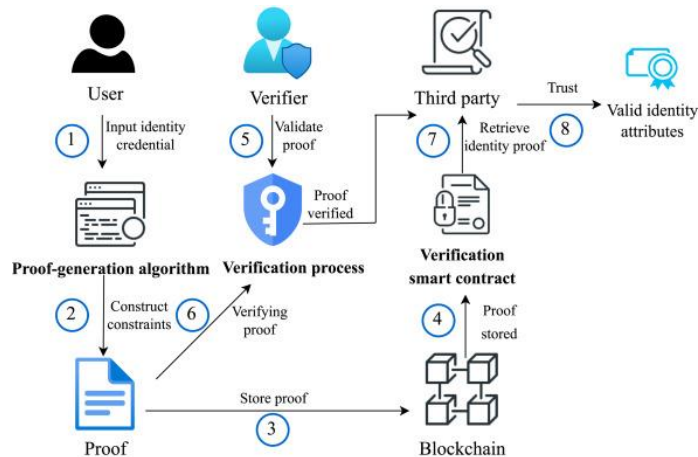 User
Verifier
Third party
Trust
Valid identity
attributes
1
Input identity
credential
5
Validate
proof
7
Retrieve
identity proof
8
Proof
verified
Proof-generation algorithm
Verification process
Verification
smart contract
2
Construct
constraints
6
Verifying
proof
4
Proof
stored
Store proof
3
Proof
Blockchain